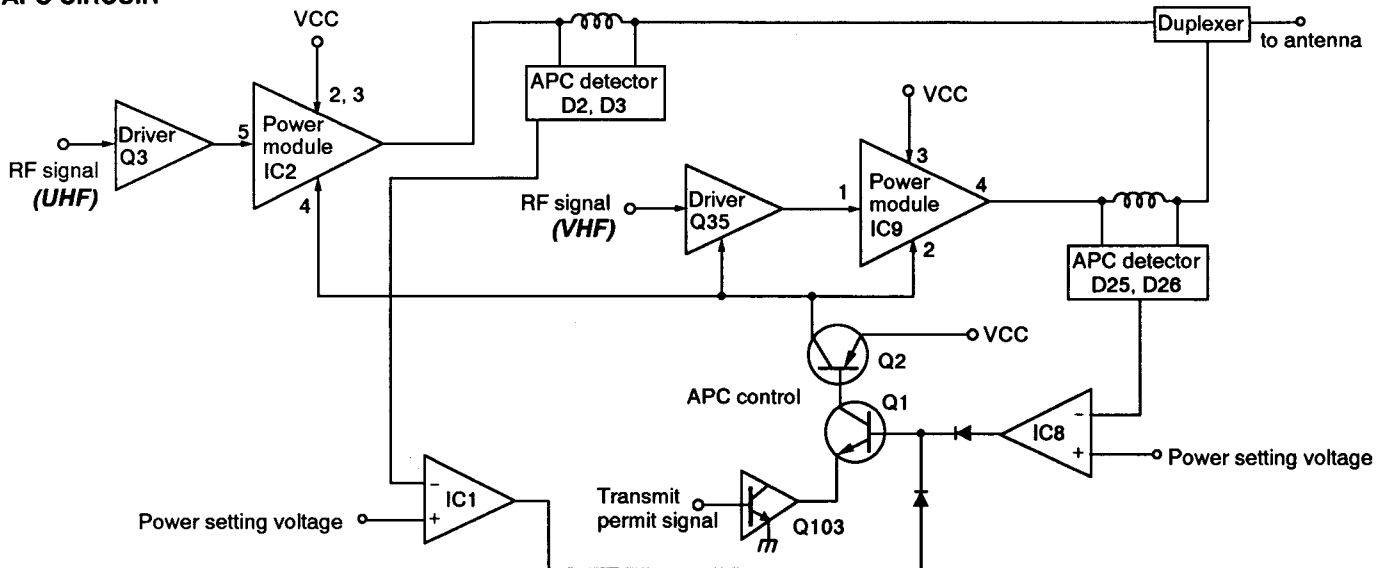 VCC
Duplexer
to antenna
APC detector
D2, D3
2, 3
VCC
Driver
Q3
5
Power
module
IC2
RF signal
(UHF)
4
3
Power
module
IC9
1
4
Driver
Q35
RF signal
(VHF)
2
APC detector
D25, D26
VCC
Q2
APC control
Q1
IC8
-
+
Power setting voltage
-
IC1
+
Power setting voltage
Transmit
permit signal
Q103